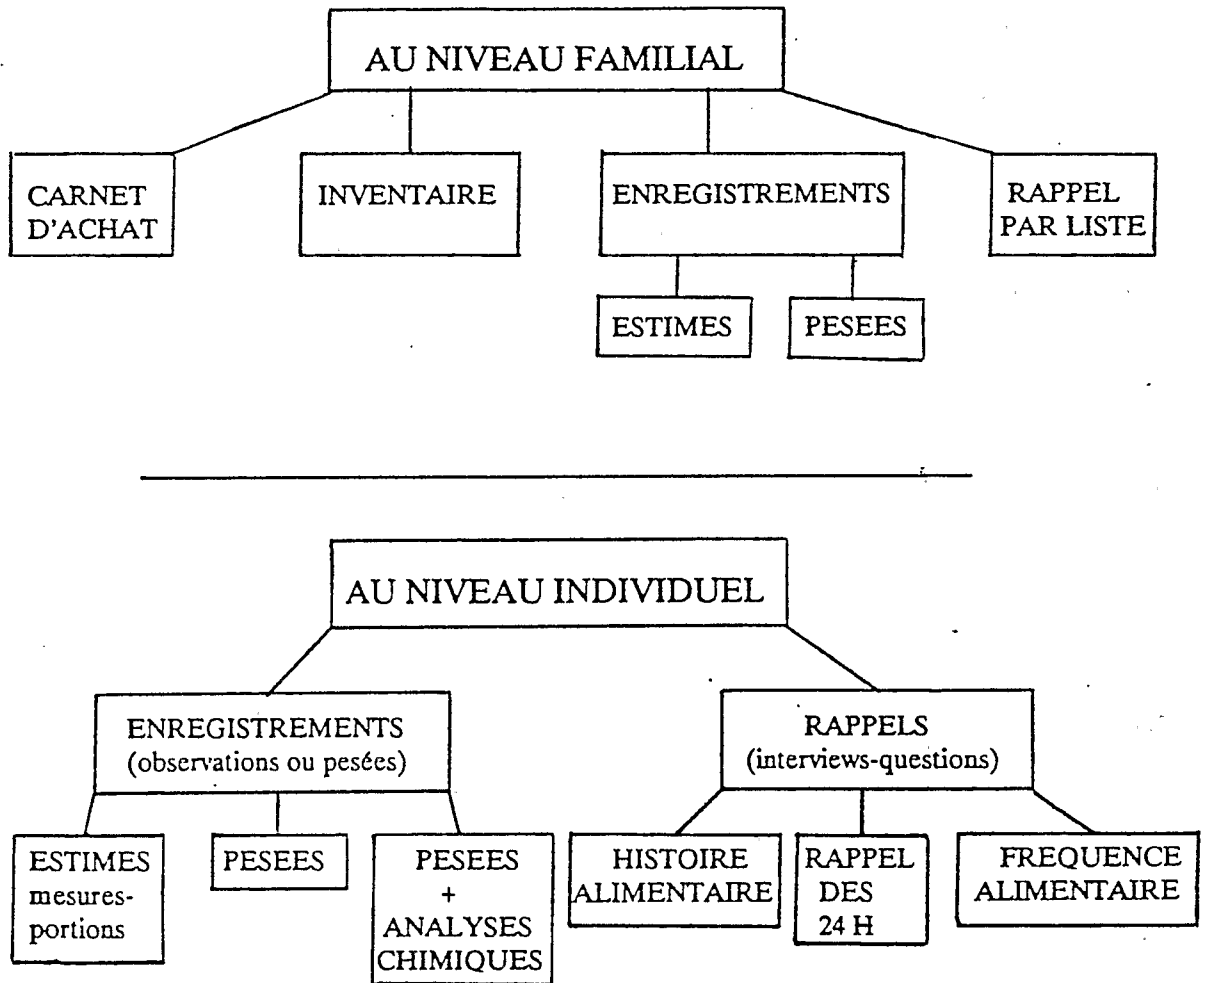 AU NIVEAU FAMILIAL
CARNET
D'ACHAT
INVENTAIRE
ENREGISTREMENTS
RAPPEL
PAR LISTE
ESTIMES
PESEES
AU NIVEAU INDIVIDUEL
ENREGISTREMENTS
(observations ou pesées)
RAPPELS
(interviews-questions)
ESTIMES
mesures-
portions
PESEES
PESEES
+
ANALYSES
CHIMIQUES
HISTOIRE
ALIMENTAIRE
RAPPEL
DES
24 H
FREQUENCE
ALIMENTAIRE